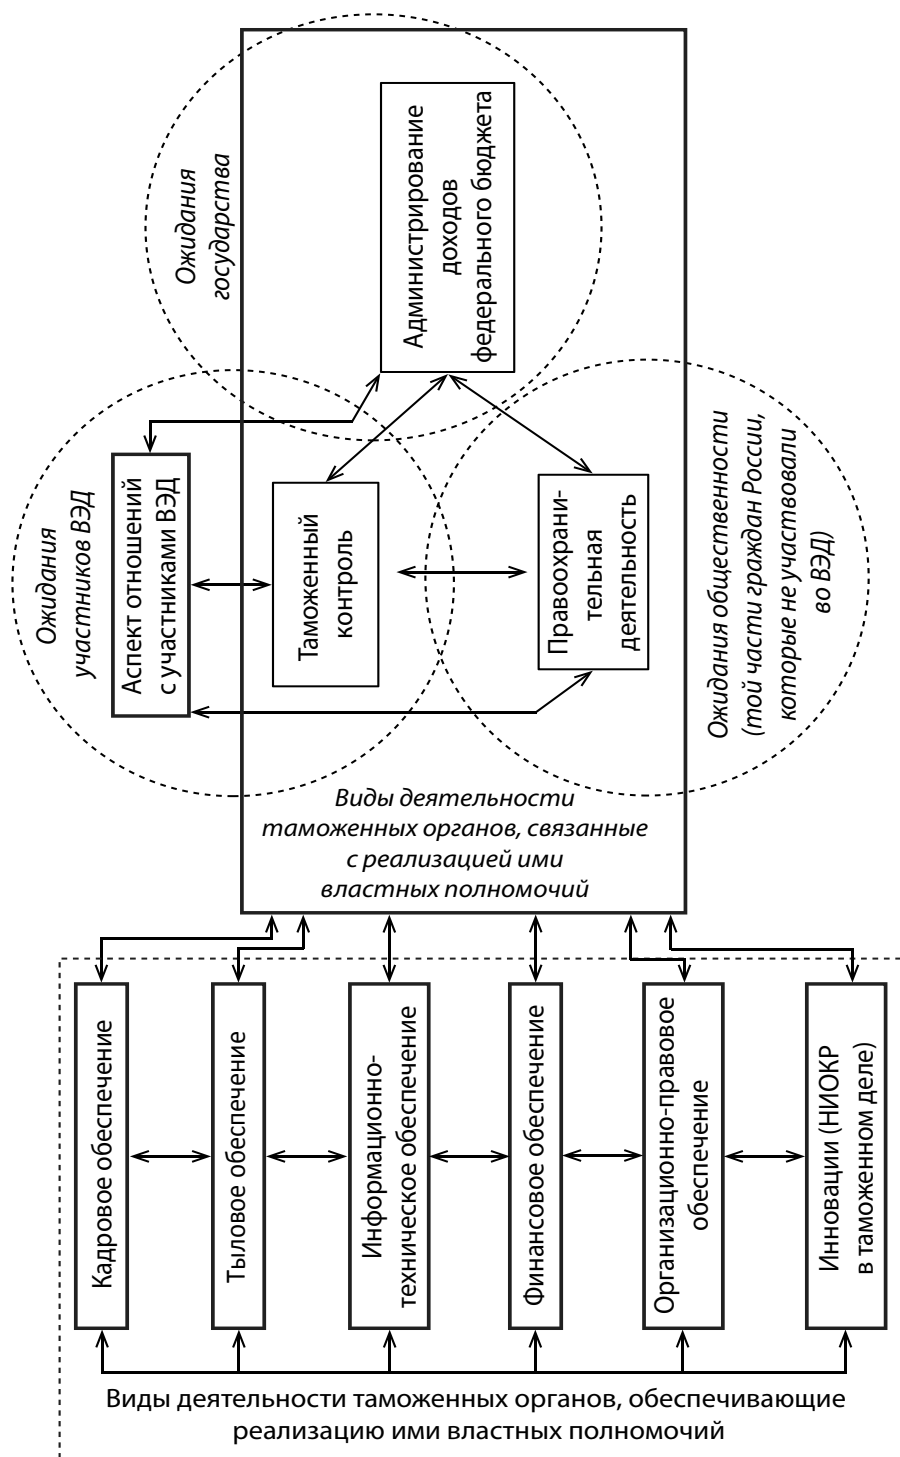 Ожидания
государства
Администрирование
доходов
федерального бюджета
Ожидания
участников ВЭД
Аспект отношений
с участниками ВЭД
Таможенный
контроль
Правоохрани-
тельная
деятельность
Ожидания общественности
(той части граждан России,
которые не участвовали
во ВЭД)
Виды деятельности
таможенных органов, связанные
с реализацией ими
властных полномочий
Кадровое обеспечение
Тыловое обеспечение
Информационно-
техническое обеспечение
Финансовое обеспечение
Организационно-правовое
обеспечение
Инновации (НИОКР
в таможенном деле)
Виды деятельности таможенных органов, обеспечивающие
реализацию ими властных полномочий